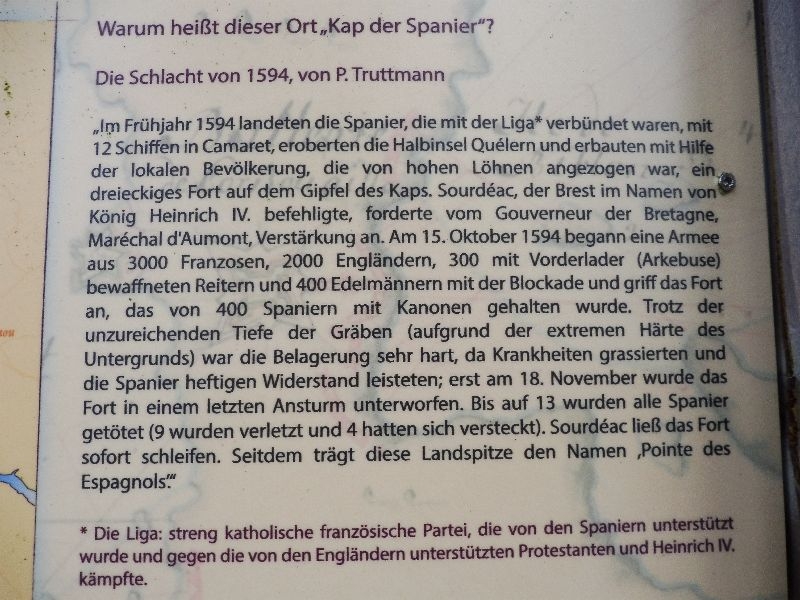 Warum heißt dieser Ort „Kap der Spanier“?
Die Schlacht von 1594, von P. Truttmann
„Im Frühjahr 1594 landeten die Spanier, die mit der Liga* verbündet waren, mit
12 Schiffen in Camaret, eroberten die Halbinsel Quélern und erbauten mit Hilfe
der lokalen Bevölkerung, die von hohen Löhnen angezogen war, ein
dreieckiges Fort auf dem Gipfel des Kaps. Sourdéac, der Brest im Namen von
König Heinrich IV. befehligte, forderte vom Gouverneur der Bretagne,
Maréchal d'Aumont, Verstärkung an. Am 15. Oktober 1594 begann eine Armee
aus 3000 Franzosen, 2000 Engländern, 300 mit Vorderlader (Arkebuse)
bewaffneten Reitern und 400 Edelmännern mit der Blockade und griff das Fort
an, das von 400 Spaniern mit Kanonen gehalten wurde. Trotz der
unzureichenden Tiefe der Gräben (aufgrund der extremen Härte des
Untergrunds) war die Belagerung sehr hart, da Krankheiten grassierten und
die Spanier heftigen Widerstand leisteten; erst am 18. November wurde das
Fort in einem letzten Ansturm unterworfen. Bis auf 13 wurden alle Spanier
getötet (9 wurden verletzt und 4 hatten sich versteckt). Sourdéac ließ das Fort
sofort schleifen. Seitdem trägt diese Landspitze den Namen ‚Pointe des
Espagnols‘.“
* Die Liga: streng katholische französische Partei, die von den Spaniern unterstützt
wurde und gegen die von den Engländern unterstützten Protestanten und Heinrich IV.
kämpfte.